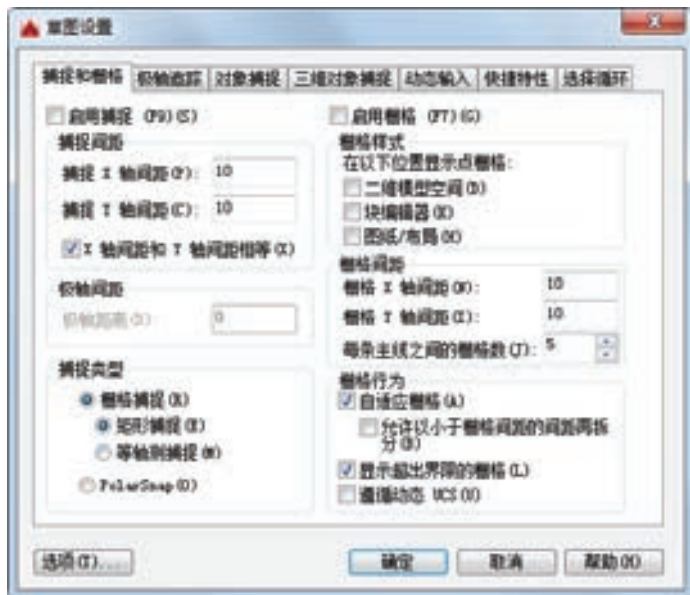 草图设置
捕捉和栅格 极轴追踪 对象捕捉 三维对象捕捉 动态输入 快捷特性 选择循环
启用捕捉 (F9)(S)
捕捉间距
捕捉 X 轴间距(P): 10
捕捉 Y 轴间距(C): 10
X 轴间距和 Y 轴间距相等(X)
极轴间距
极轴距离(D): 0
捕捉类型
栅格捕捉(R)
矩形捕捉(E)
等轴测捕捉(M)
PolarSnap(O)
启用栅格 (F7)(G)
栅格样式
在以下位置显示点栅格:
二维模型空间(D)
块编辑器(K)
图纸/布局(H)
栅格间距
栅格 X 轴间距(N): 10
栅格 Y 轴间距(I): 10
每条主线之间的栅格数(J): 5
栅格行为
自适应栅格(A)
允许以小于栅格间距的间距再拆
分(B)
显示超出界限的栅格(L)
遵循动态 UCS(U)
选项(T)... 确定 取消 帮助(H)